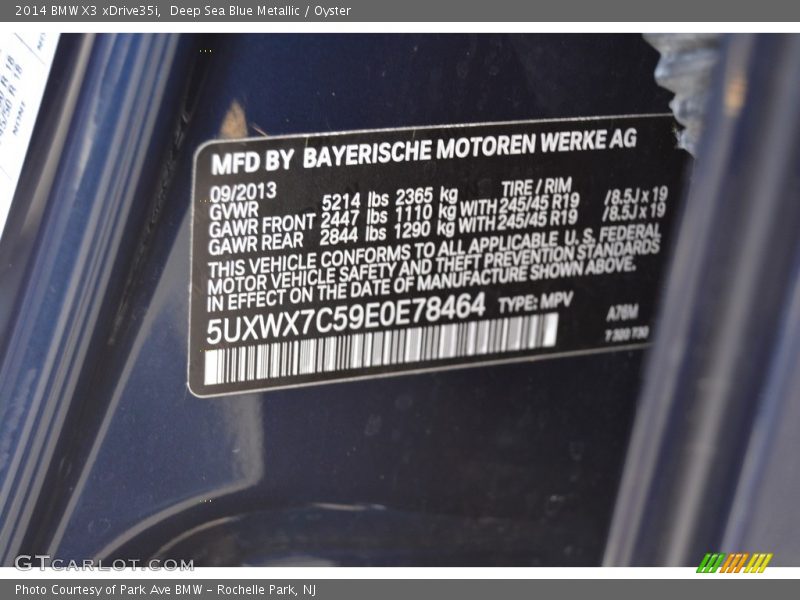 2014 BMW X3 xDrive35i, Deep Sea Blue Metallic / Oyster
MFD BY BAYERISCHE MOTOREN WERKE AG
09/2013 TIRE / RIM
GVWR 5214 lbs 2365 kg
GAWR FRONT 2447 lbs 1110 kg WITH 245/45 R19 /8.5J x 19
GAWR REAR 2844 lbs 1290 kg WITH 245/45 R19 /8.5J x 19
THIS VEHICLE CONFORMS TO ALL APPLICABLE U. S. FEDERAL
MOTOR VEHICLE SAFETY AND THEFT PREVENTION STANDARDS
IN EFFECT ON THE DATE OF MANUFACTURE SHOWN ABOVE.
5UXWX7C59E0E78464 TYPE: MPV
A76M
7 320 730
GTCARLOT.COM
Photo Courtesy of Park Ave BMW - Rochelle Park, NJ